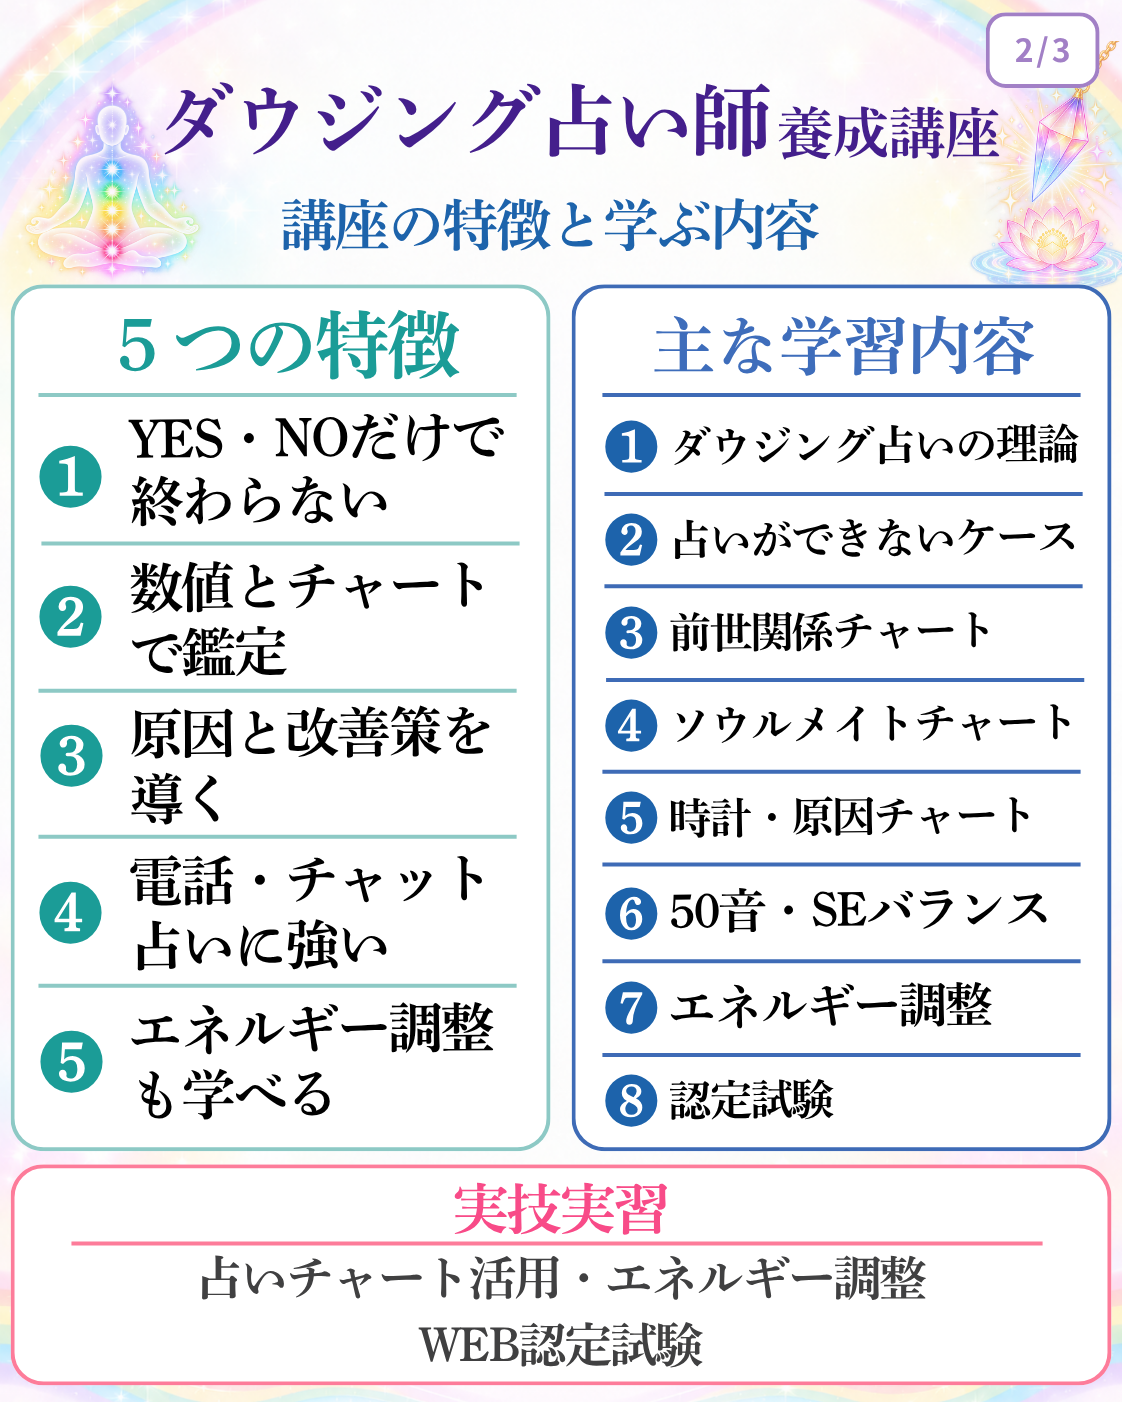 2/3
ダウジング占い師養成講座
講座の特徴と学ぶ内容
５つの特徴
1 YES・NOだけで
終わらない
2 数値とチャート
で鑑定
3 原因と改善策を
導く
4 電話・チャット
占いに強い
5 エネルギー調整
も学べる
主な学習内容
1 ダウジング占いの理論
2 占いができないケース
3 前世関係チャート
4 ソウルメイトチャート
5 時計・原因チャート
6 50音・SEバランス
7 エネルギー調整
8 認定試験
実技実習
占いチャート活用・エネルギー調整
WEB認定試験